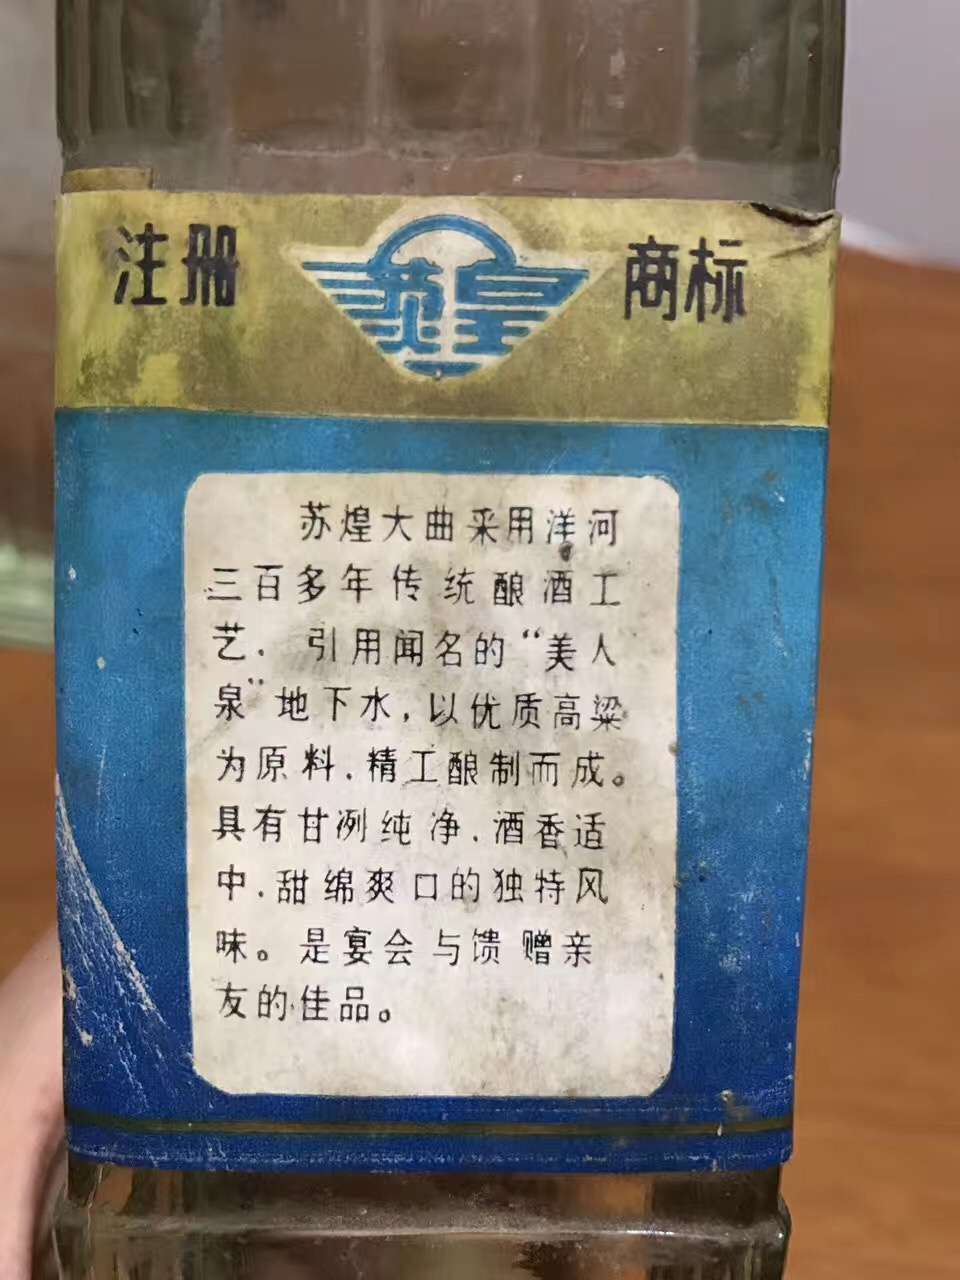 注册 苏煌 商标
苏煌大曲采用洋河
三百多年传统酿酒工
艺. 引用闻名的“美人
泉”地下水,以优质高粱
为原料.精工酿制而成。
具有甘冽纯净.酒香适
中.甜绵爽口的独特风
味。是宴会与馈赠亲
友的佳品。